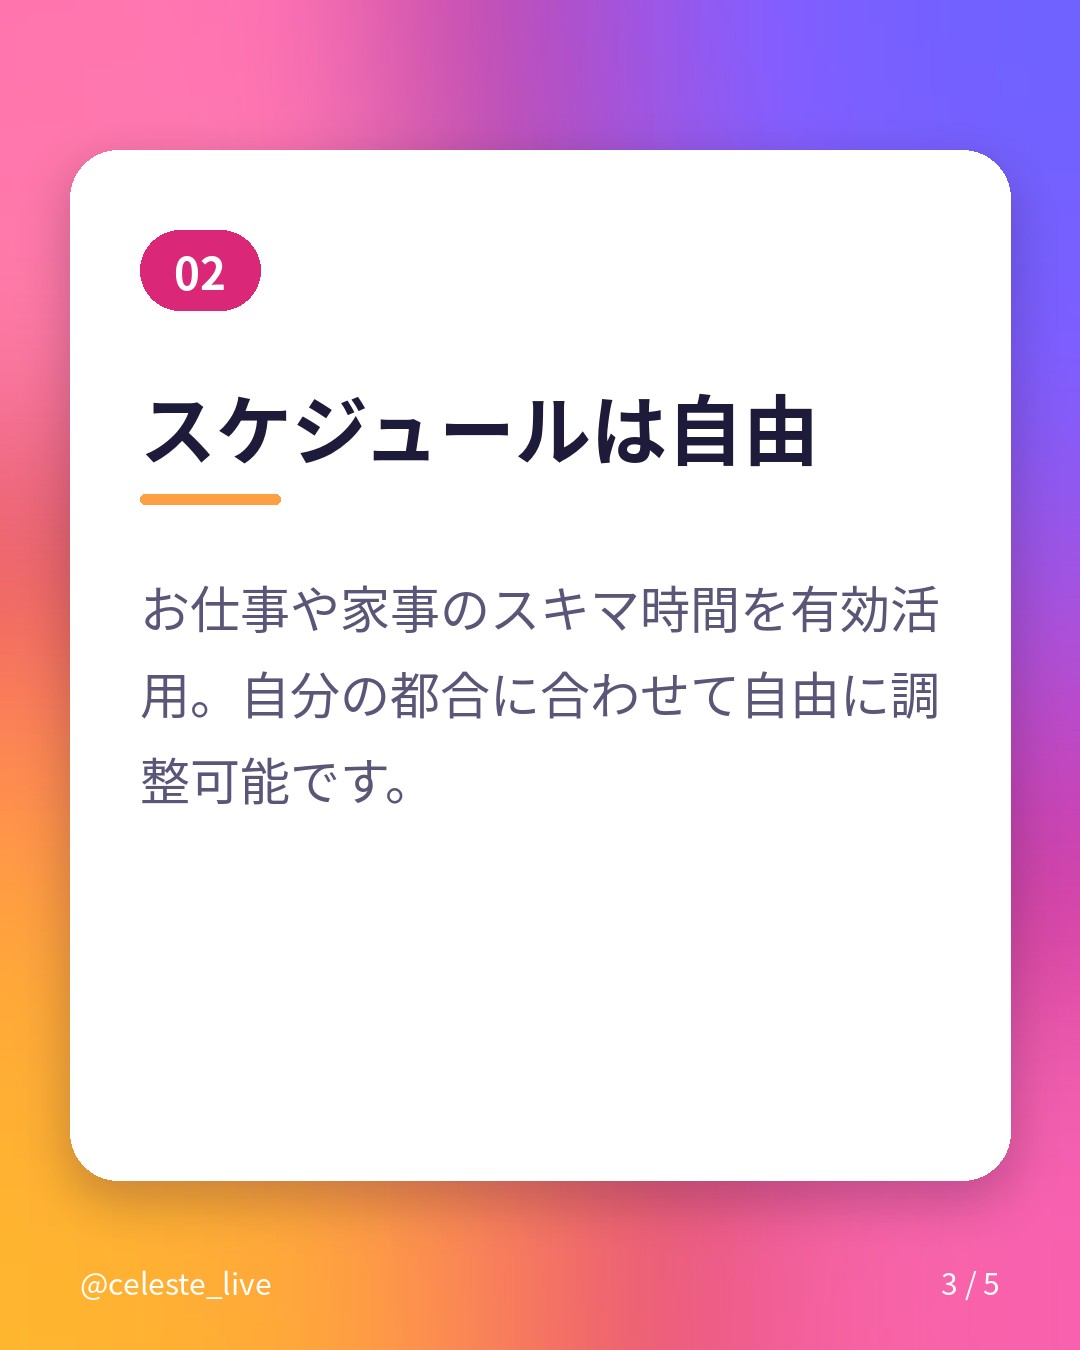 02
スケジュールは自由
お仕事や家事のスキマ時間を有効活
用。自分の都合に合わせて自由に調
整可能です。
@celeste_live
3 / 5